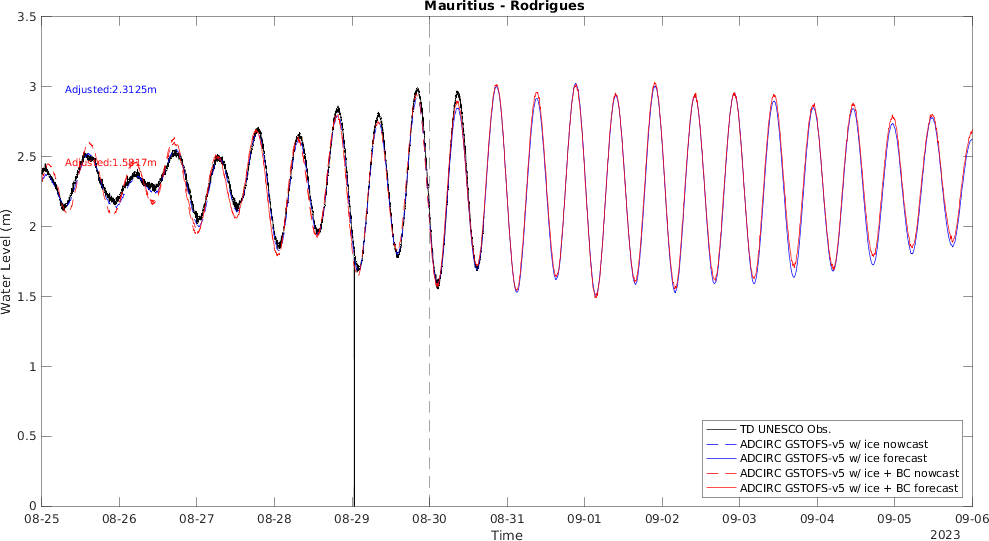 Mauritius - Rodrigues
3.5
3
2.5
2
1.5
1
0.5
0
Water Level (m)
Adjusted:2.3125m
TD UNESCO Obs.
ADCIRC GSTOFS-v5 w/ ice nowcast
ADCIRC GSTOFS-v5 w/ ice forecast
ADCIRC GSTOFS-v5 w/ ice + BC nowcast
ADCIRC GSTOFS-v5 w/ ice + BC forecast
08-25 08-26 08-27 08-28 08-29 08-30 08-31 09-01 09-02 09-03 09-04 09-05 09-06
Time
2023